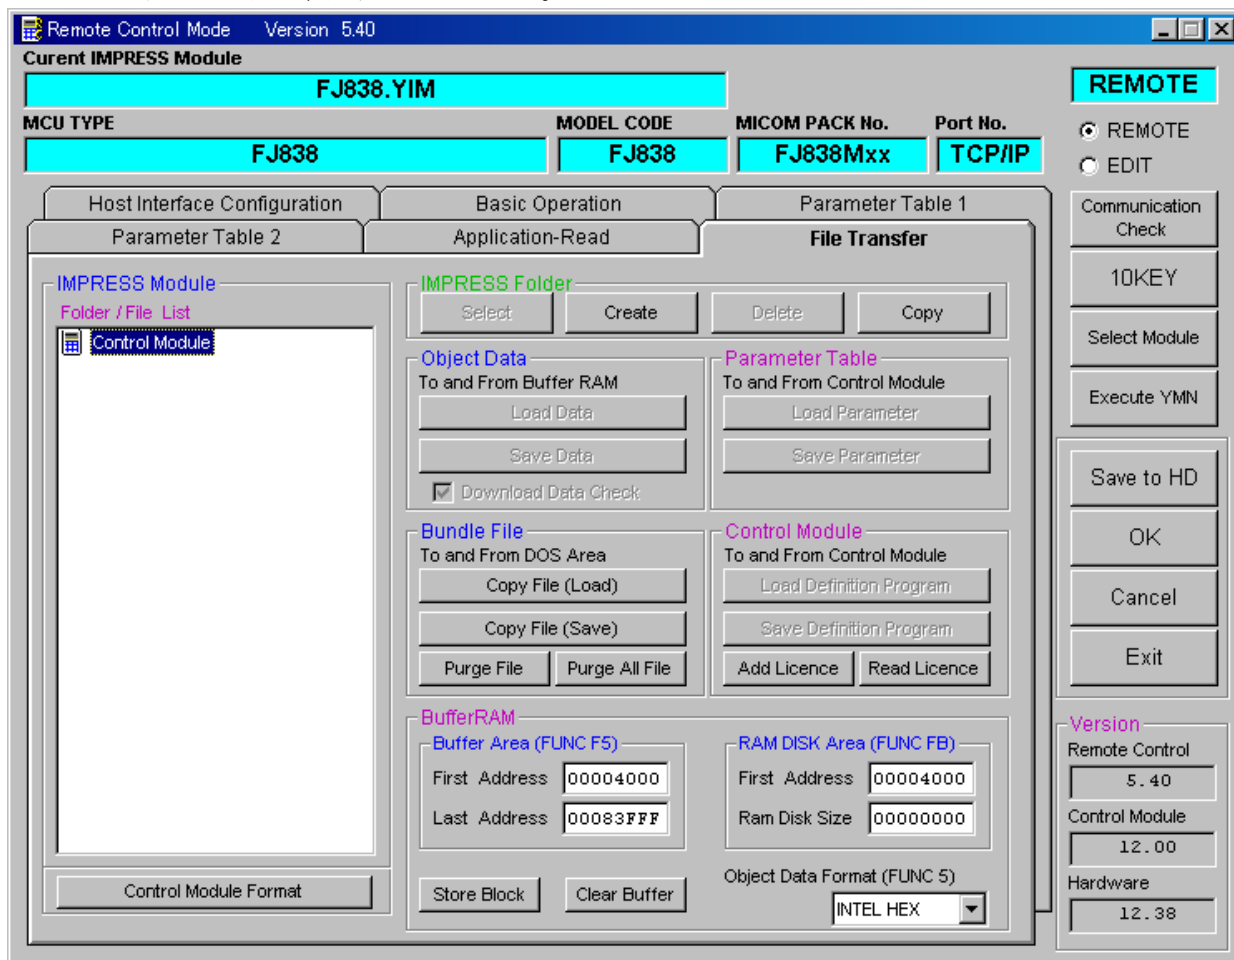 Remote Control Mode Version 5.40
Curent IMPRESS Module
FJ838.YIM
REMOTE
MCU TYPE MODEL CODE MICOM PACK No. Port No.
FJ838 FJ838 FJ838Mxx TCP/IP
REMOTE
EDIT
Host Interface Configuration Basic Operation Parameter Table 1
Parameter Table 2 Application-Read File Transfer
Communication
Check
10KEY
Select Module
Execute YMN
Save to HD
OK
Cancel
Exit
IMPRESS Module
Folder / File List
Control Module
Control Module Format
IMPRESS Folder
Select Create Delete Copy
Object Data
To and From Buffer RAM
Load Data
Save Data
Download Data Check
Parameter Table
To and From Control Module
Load Parameter
Save Parameter
Bundle File
To and From DOS Area
Copy File (Load)
Copy File (Save)
Purge File Purge All File
Control Module
To and From Control Module
Load Definition Program
Save Definition Program
Add Licence Read Licence
BufferRAM
Buffer Area (FUNC F5)
First Address 00004000
Last Address 00083FFF
RAM DISK Area (FUNC FB)
First Address 00004000
Ram Disk Size 00000000
Store Block Clear Buffer
Object Data Format (FUNC 5)
INTEL HEX
Version
Remote Control
5.40
Control Module
12.00
Hardware
12.38